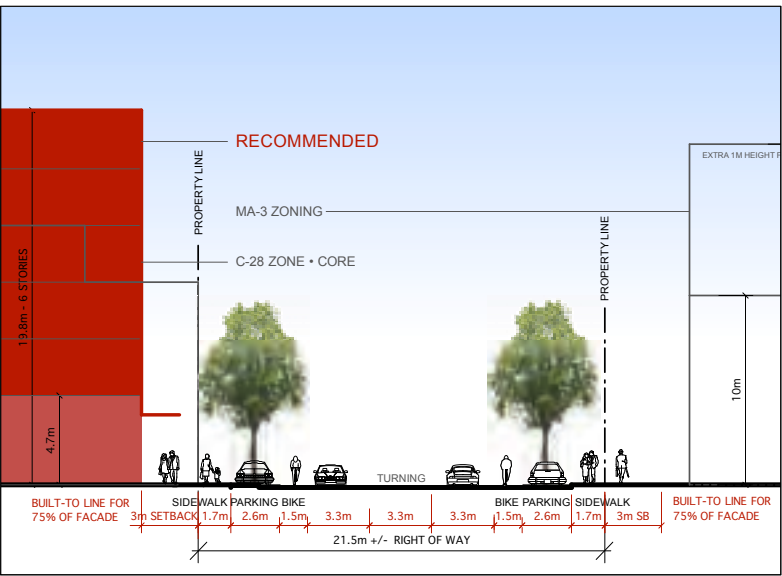 RECOMMENDED
EXTRA 1M HEIGHT F
PROPERTY LINE
MA-3 ZONING
PROPERTY LINE
C-28 ZONE • CORE
19.8m - 6 STORIES
10m
4.7m
TURNING
BUILT-TO LINE FOR
75% OF FACADE
SIDEWALK PARKING BIKE
BIKE PARKING SIDEWALK
BUILT-TO LINE FOR
75% OF FACADE
3m SETBACK 1.7m 2.6m 1.5m 3.3m 3.3m 3.3m 1.5m 2.6m 1.7m 3m SB
21.5m +/- RIGHT OF WAY